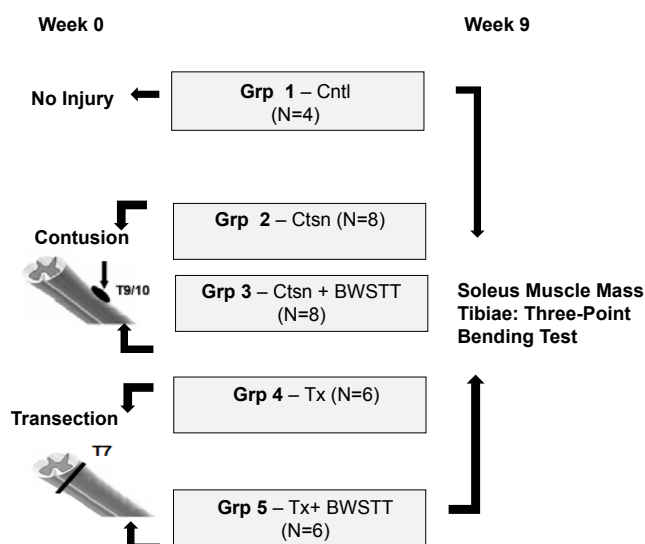 Week 0
Week 9
No Injury
Grp 1 – Cntl
(N=4)
Grp 2 – Ctsn (N=8)
Contusion
T9/10
Grp 3 – Ctsn + BWSTT
(N=8)
Soleus Muscle Mass
Tibiae: Three-Point
Bending Test
Grp 4 – Tx (N=6)
Transection
T7
Grp 5 – Tx+ BWSTT
(N=6)